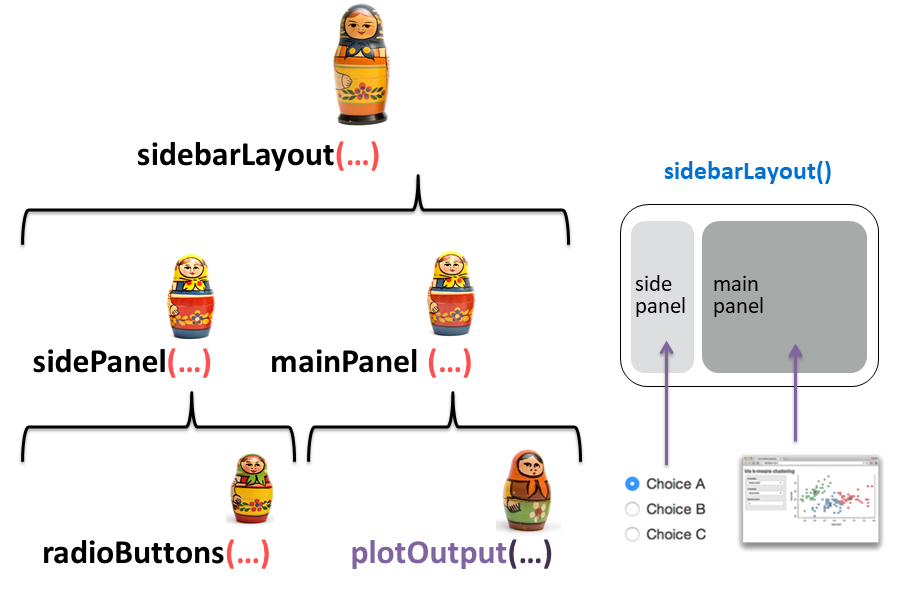 sidebarLayout(...)
sidebarLayout()
side
panel
main
panel
sidePanel(...)
mainPanel (...)
Choice A
Choice B
Choice C
Iris k-means clustering
radioButtons(...)
plotOutput(...)